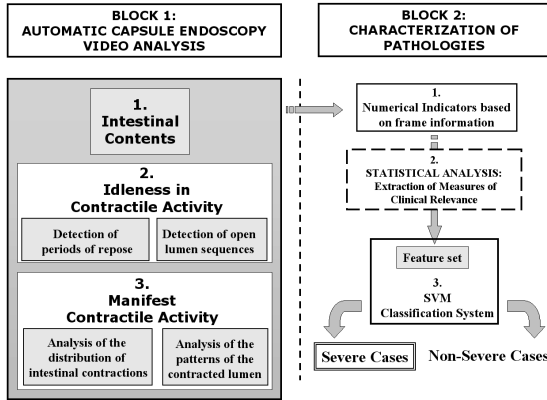 BLOCK 1:
AUTOMATIC CAPSULE ENDOSCOPY
VIDEO ANALYSIS
1.
Intestinal
Contents
2.
Idleness in
Contractile Activity
Detection of
periods of repose
Detection of open
lumen sequences
3.
Manifest
Contractile Activity
Analysis of the
distribution of
intestinal contractions
Analysis of the
patterns of the
contracted lumen
BLOCK 2:
CHARACTERIZATION OF
PATHOLOGIES
1.
Numerical Indicators based
on frame information
2.
STATISTICAL ANALYSIS:
Extraction of Measures of
Clinical Relevance
Feature set
3.
SVM
Classification System
Severe Cases
Non-Severe Cases